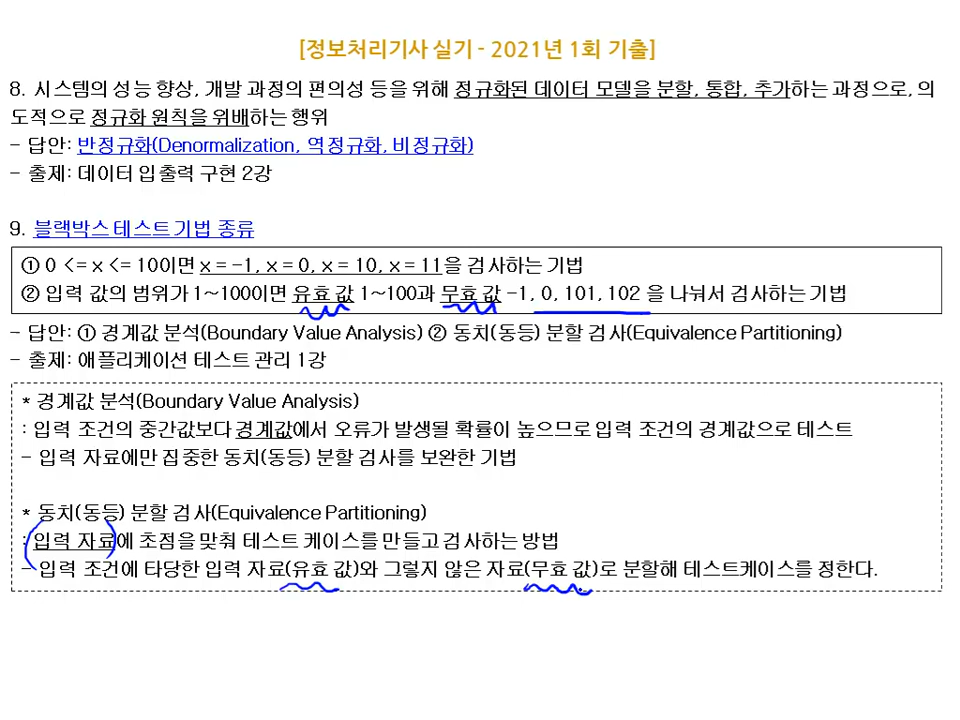 [정보처리기사 실기 - 2021년 1회 기출]
8. 시스템의 성능 향상, 개발 과정의 편의성 등을 위해 정규화된 데이터 모델을 분할, 통합, 추가하는 과정으로, 의
도적으로 정규화 원칙을 위배하는 행위
- 답안: 반정규화(Denormalization, 역정규화, 비정규화)
- 출제: 데이터 입출력 구현 2강
9. 블랙박스 테스트 기법 종류
① 0 <= x <= 10이면 x = -1, x = 0, x = 10, x = 11을 검사하는 기법
② 입력 값의 범위가 1~100이면 유효 값 1~100과 무효 값 -1, 0, 101, 102 을 나눠서 검사하는 기법
- 답안: ① 경계값 분석(Boundary Value Analysis) ② 동치(동등) 분할 검사(Equivalence Partitioning)
- 출제: 애플리케이션 테스트 관리 1강
* 경계값 분석(Boundary Value Analysis)
: 입력 조건의 중간값보다 경계값에서 오류가 발생될 확률이 높으므로 입력 조건의 경계값으로 테스트
- 입력 자료에만 집중한 동치(동등) 분할 검사를 보완한 기법
* 동치(동등) 분할 검사(Equivalence Partitioning)
: 입력 자료에 초점을 맞춰 테스트 케이스를 만들고 검사하는 방법
- 입력 조건에 타당한 입력 자료(유효 값)와 그렇지 않은 자료(무효 값)로 분할해 테스트케이스를 정한다.